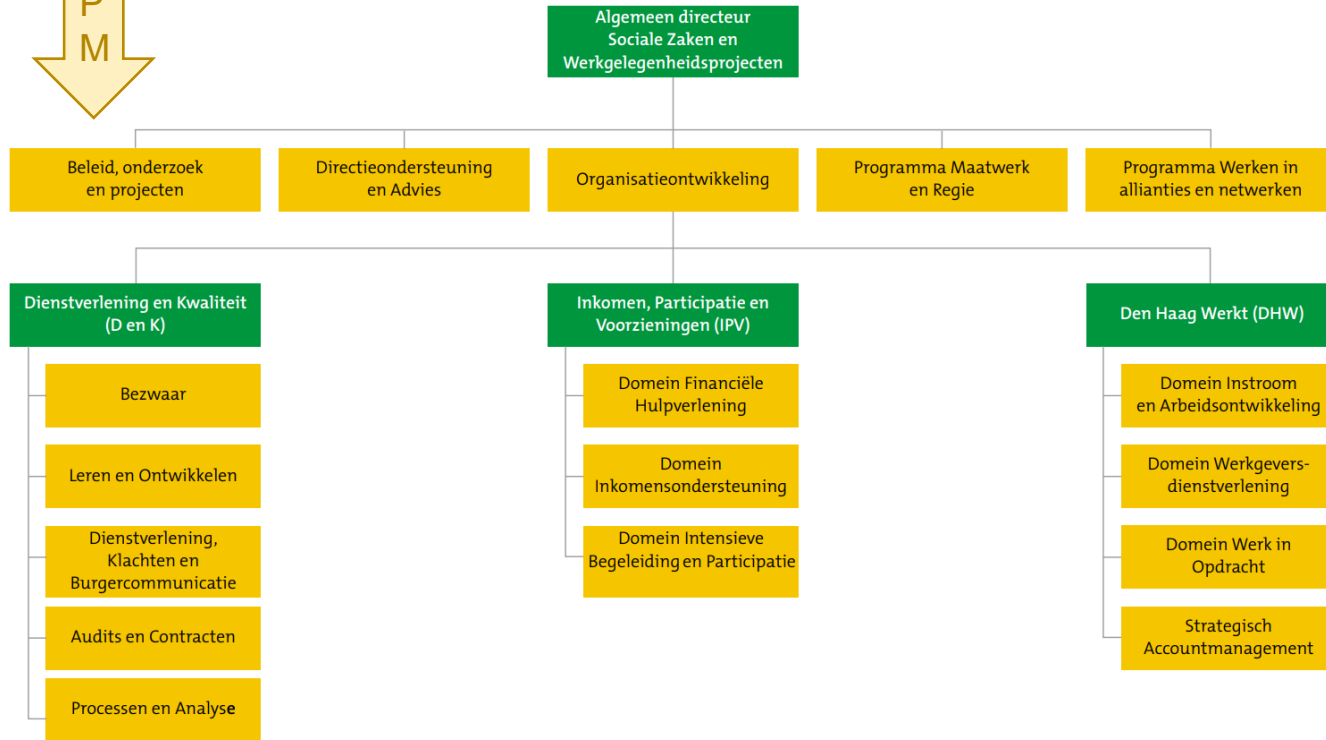 P
M
Algemeen directeur
Sociale Zaken en
Werkgelegenheidsprojecten
Beleid, onderzoek
en projecten
Directieondersteuning
en Advies
Organisatieontwikkeling
Programma Maatwerk
en Regie
Programma Werken in
allianties en netwerken
Dienstverlening en Kwaliteit
(D en K)
Bezwaar
Leren en Ontwikkelen
Dienstverlening,
Klachten en
Burgercommunicatie
Audits en Contracten
Processen en Analyse
Inkomen, Participatie en
Voorzieningen (IPV)
Domein Financiële
Hulpverlening
Domein
Inkomensondersteuning
Domein Intensieve
Begeleiding en Participatie
Den Haag Werkt (DHW)
Domein Instroom
en Arbeidsontwikkeling
Domein Werkgevers-
dienstverlening
Domein Werk in
Opdracht
Strategisch
Accountmanagement